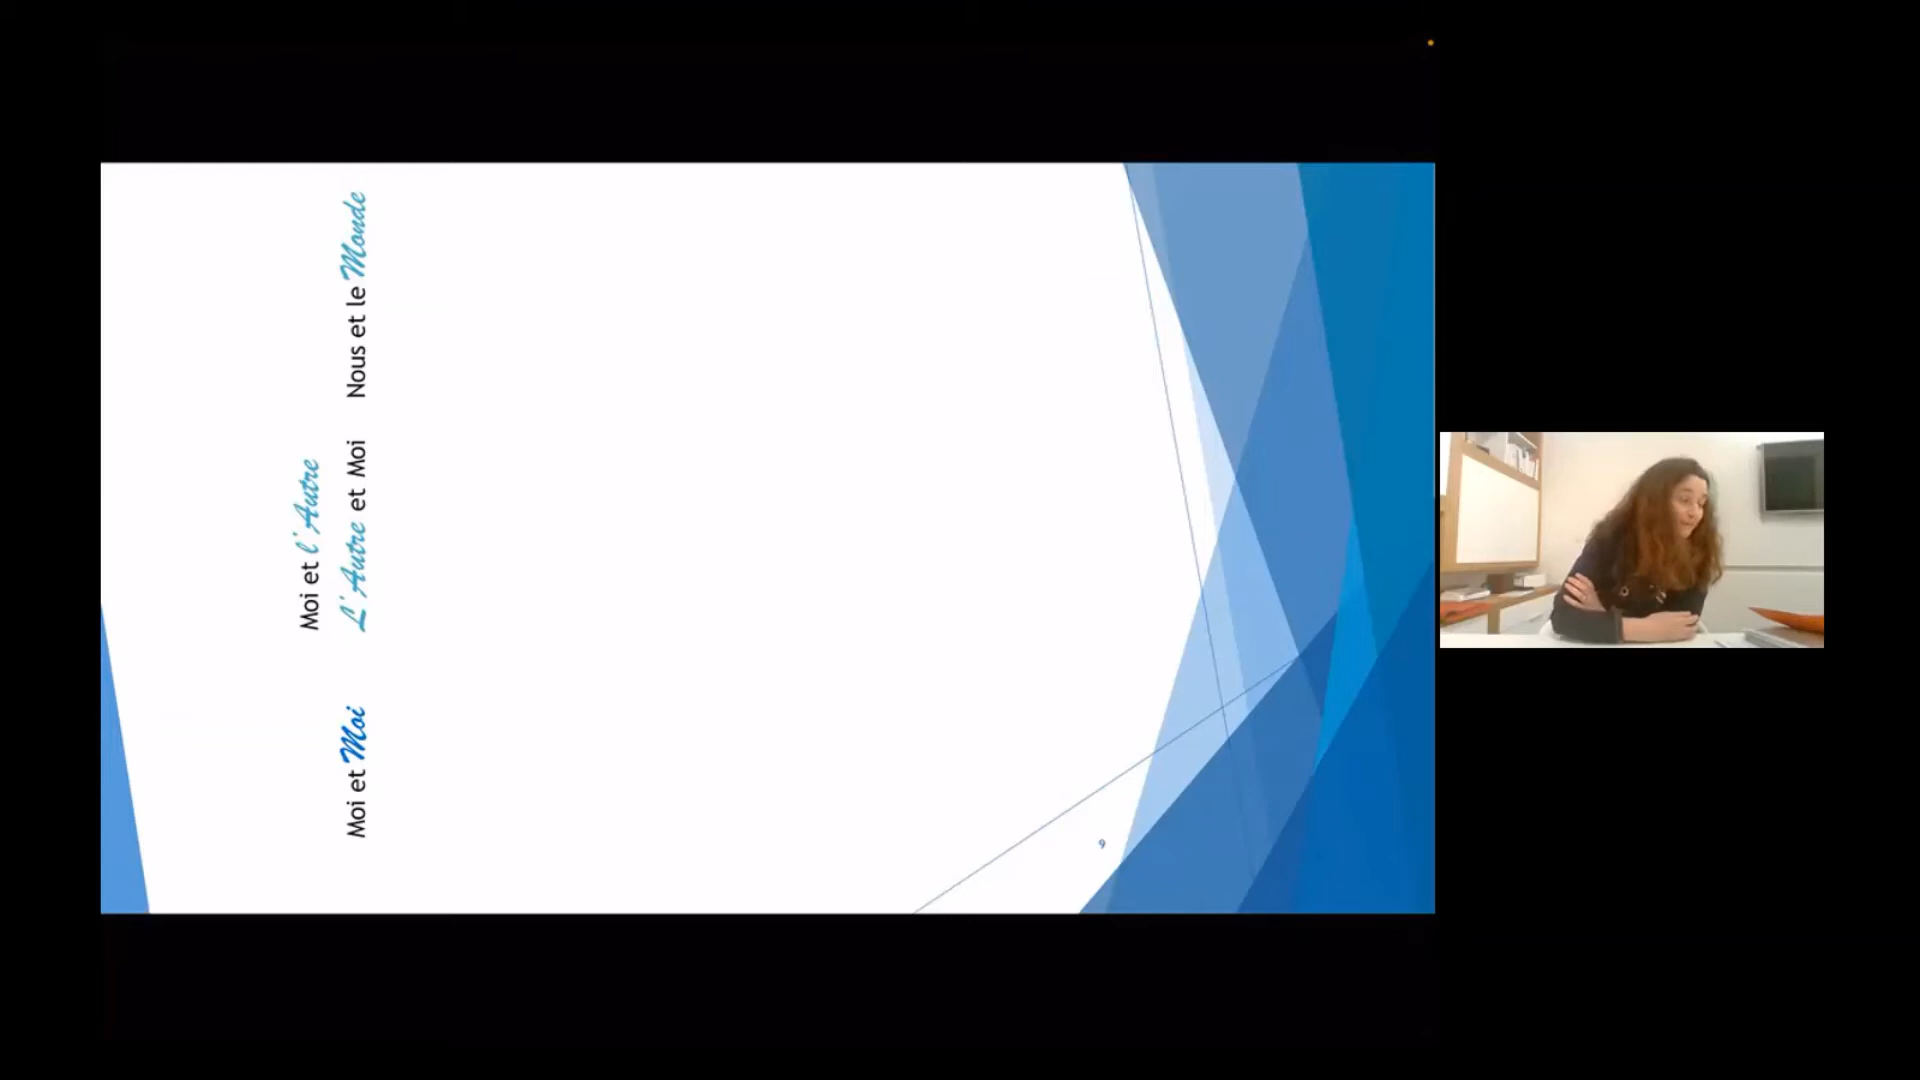 Moi et Moi
Moi et l'Autre
L'Autre et Moi
Nous et le Monde
9